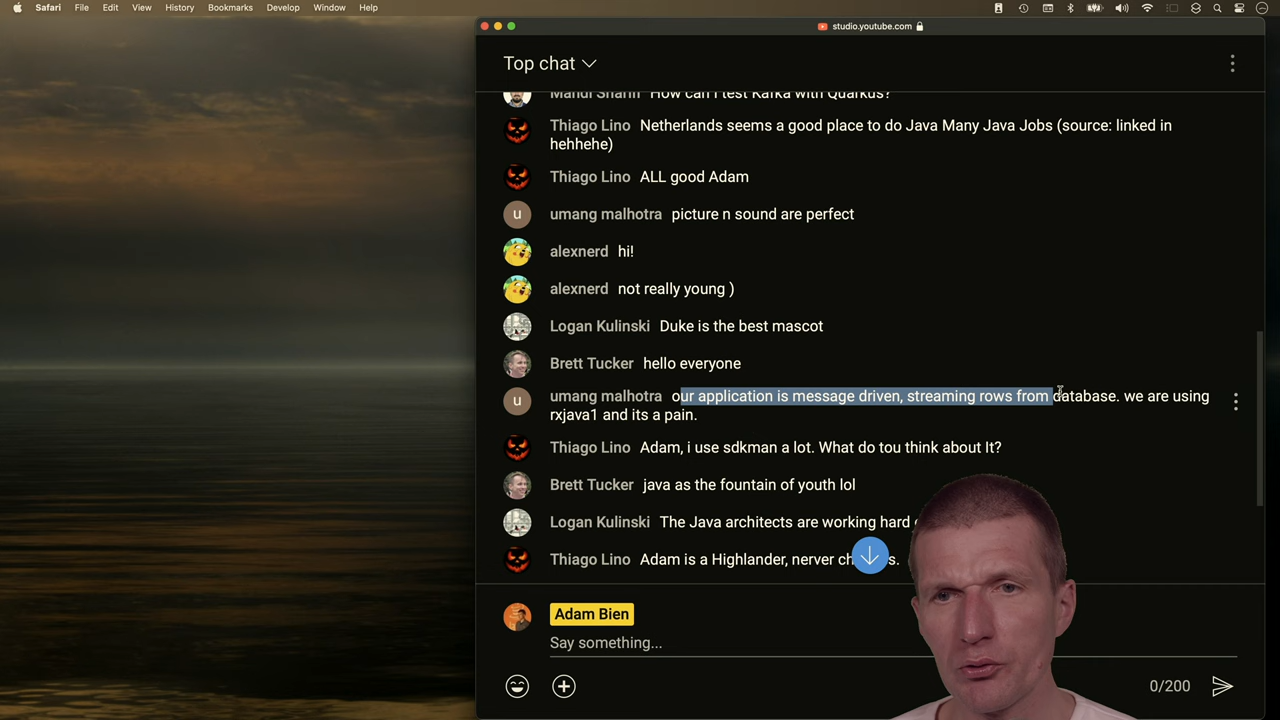 Safari File Edit View History Bookmarks Develop Window Help
studio.youtube.com
Top chat
How can I test Kafka with Quarkus?
Thiago Lino Netherlands seems a good place to do Java Many Java Jobs (source: linked in
hehhehe)
Thiago Lino ALL good Adam
u umang malhotra picture n sound are perfect
alexnerd hi!
alexnerd not really young )
Logan Kulinski Duke is the best mascot
Brett Tucker hello everyone
u umang malhotra our application is message driven, streaming rows from database. we are using
rxjava1 and its a pain.
Thiago Lino Adam, i use sdkman a lot. What do tou think about It?
Brett Tucker java as the fountain of youth lol
Logan Kulinski The Java architects are working hard
Thiago Lino Adam is a Highlander, nerver ch s.
Adam Bien
Say something...
0/200